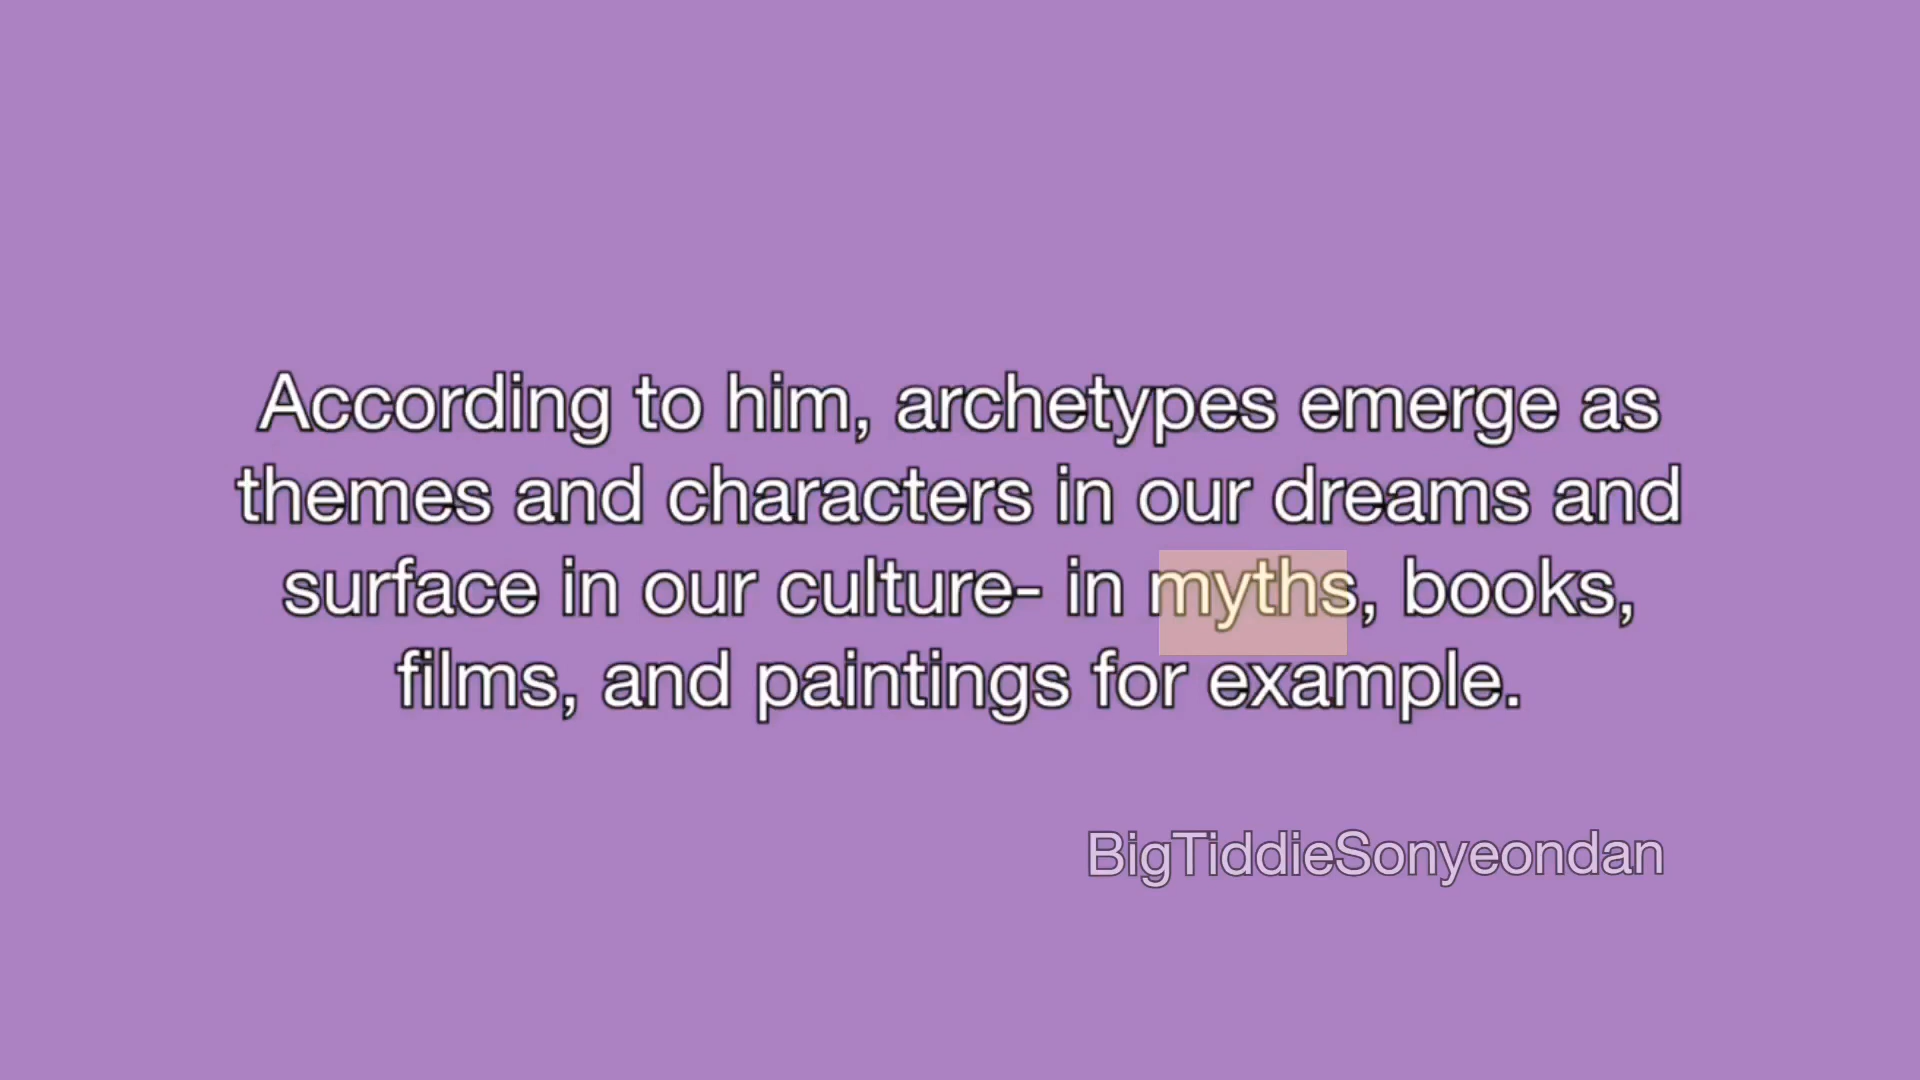 According to him, archetypes emerge as
themes and characters in our dreams and
surface in our culture- in myths, books,
films, and paintings for example.
BigTiddieSonyeondan